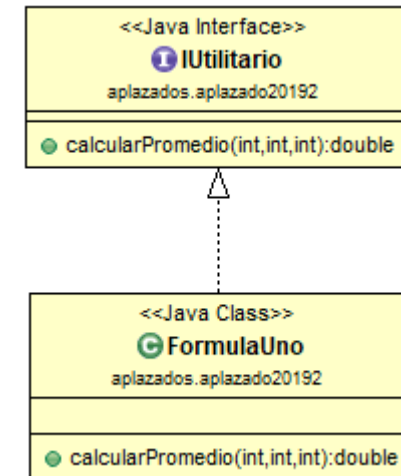 <<Java Interface>>
IUtilitario
aplazados.aplazado20192
calcularPromedio(int,int,int):double
<<Java Class>>
FormulaUno
aplazados.aplazado20192
calcularPromedio(int,int,int):double